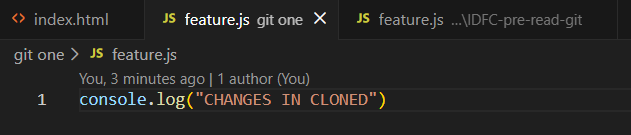 index.html
JS feature.js git one
JS feature.js ...\IDFC-pre-read-git
git one > JS feature.js
You, 3 minutes ago | 1 author (You)
1 console.log("CHANGES IN CLONED")